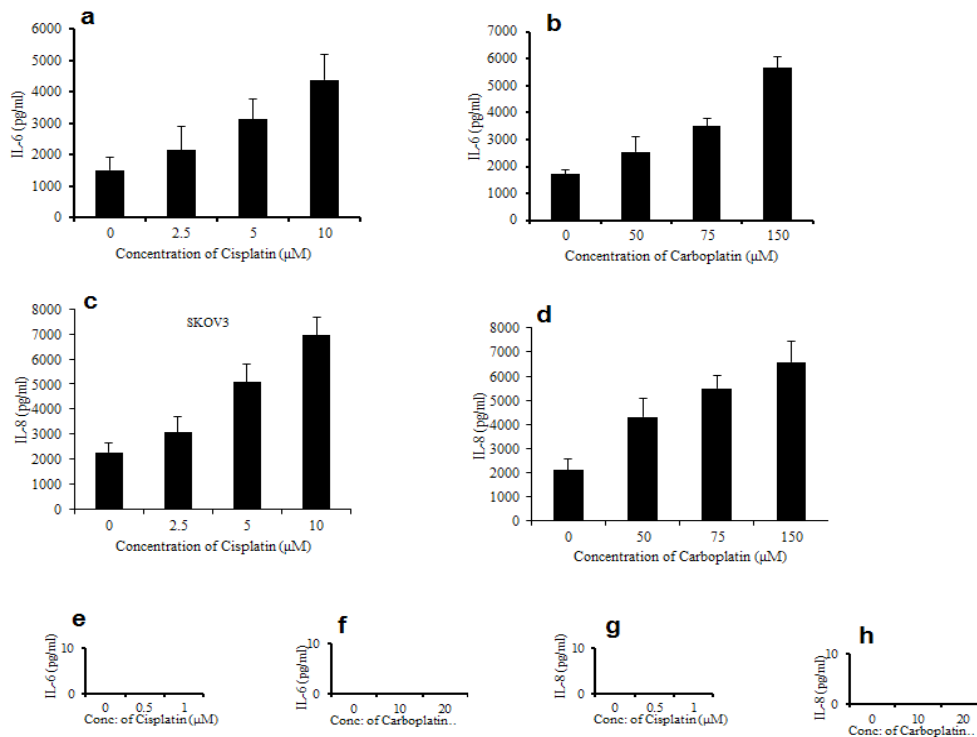 a
6000
5000
4000
3000
2000
1000
0
IL-6 (pg/ml)
0 2.5 5 10
Concentration of Cisplatin (µM)
b
7000
6000
5000
4000
3000
2000
1000
0
IL-6 (pg/ml)
0 50 75 150
Concentration of Carboplatin (µM)
c
SKOV3
8000
7000
6000
5000
4000
3000
2000
1000
0
IL-8 (pg/ml)
0 2.5 5 10
Concentration of Cisplatin (µM)
d
8000
7000
6000
5000
4000
3000
2000
1000
0
IL-8 (pg/ml)
0 50 75 150
Concentration of Carboplatin (µM)
e
10
0
IL-6 (pg/ml)
0 0.5 1
Conc: of Cisplatin (µM)
f
10
0
IL-6 (pg/ml)
0 10 20
Conc: of Carboplatin..
g
10
0
IL-8 (pg/ml)
0 0.5 1
Conc: of Cisplatin (µM)
h
10
0
IL-8 (pg/ml)
0 10 20
Conc: of Carboplatin..